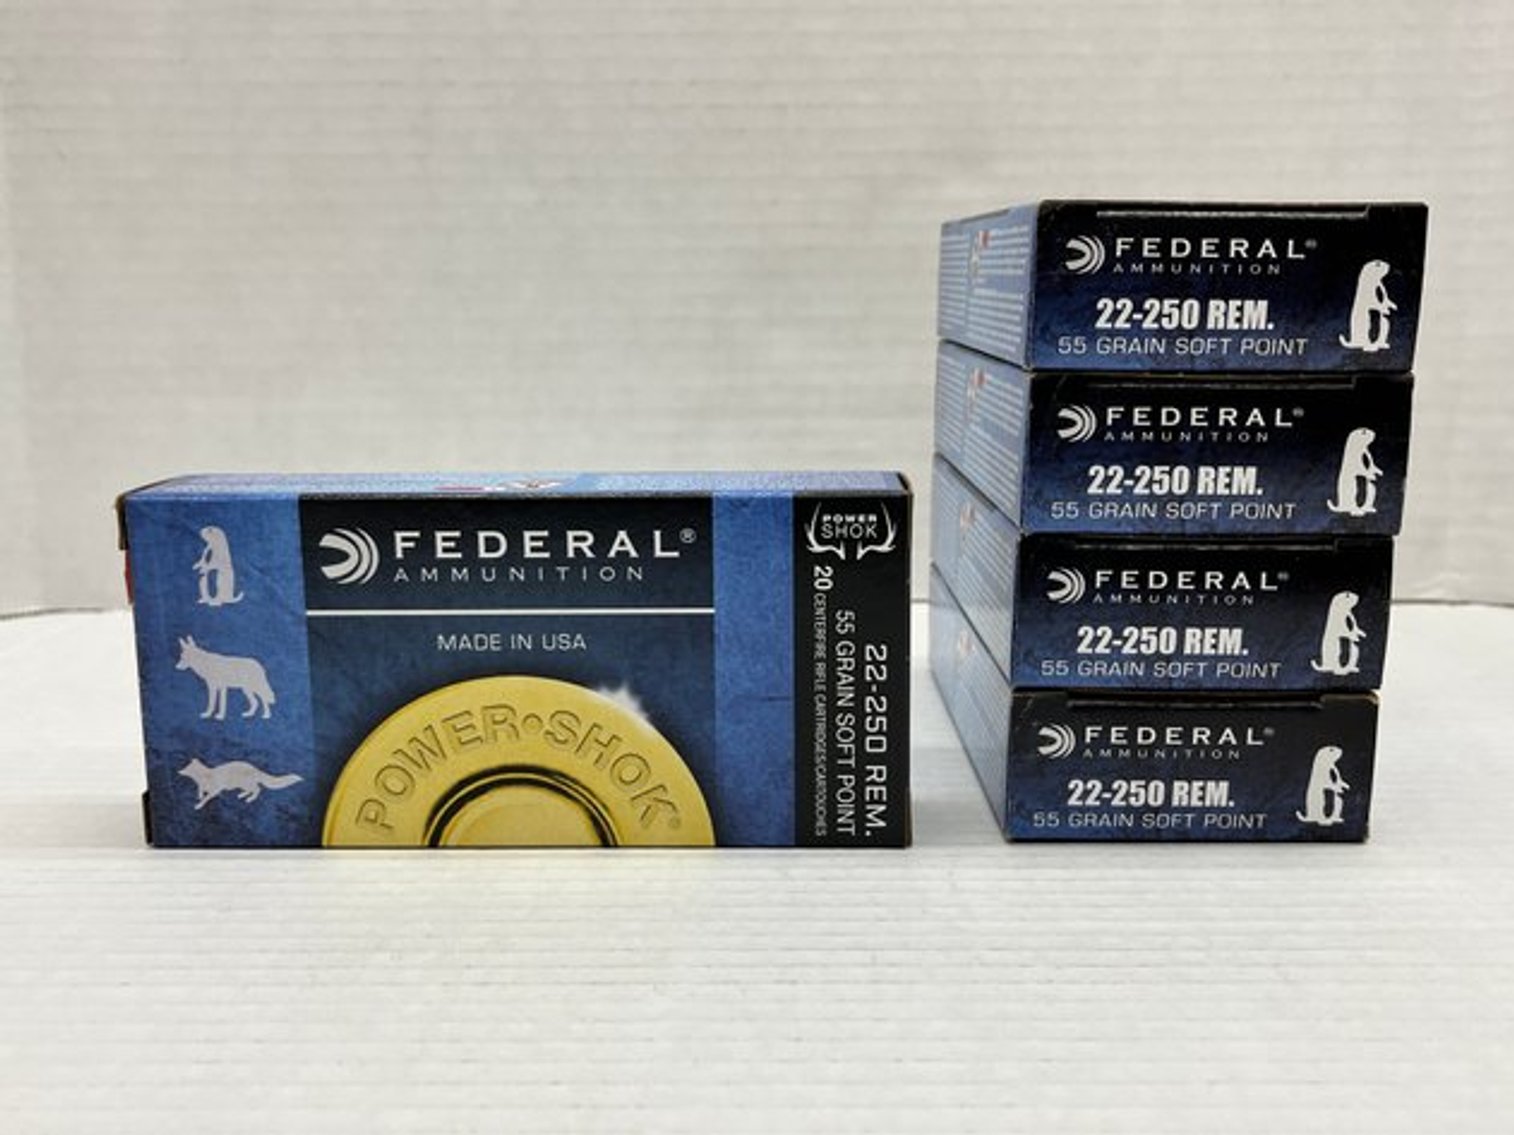 FEDERAL®
AMMUNITION
MADE IN USA
POWER•SHOK®
POWER
SHOK
22-250 REM.
55 GRAIN SOFT POINT
20 CENTERFIRE RIFLE CARTRIDGES/CARTOUCHES
FEDERAL®
AMMUNITION
22-250 REM.
55 GRAIN SOFT POINT
FEDERAL®
AMMUNITION
22-250 REM.
55 GRAIN SOFT POINT
FEDERAL®
AMMUNITION
22-250 REM.
55 GRAIN SOFT POINT
FEDERAL®
AMMUNITION
22-250 REM.
55 GRAIN SOFT POINT